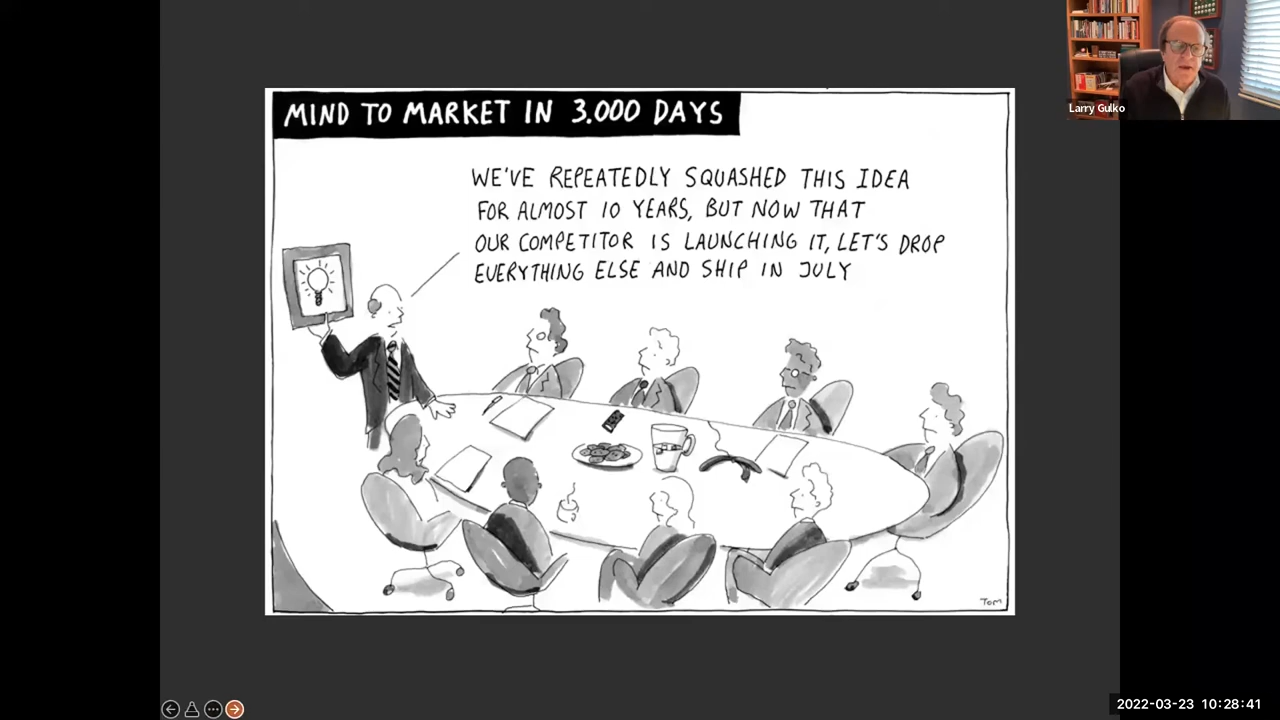 MIND TO MARKET IN 3,000 DAYS
WE'VE REPEATEDLY SQUASHED THIS IDEA
FOR ALMOST 10 YEARS, BUT NOW THAT
OUR COMPETITOR IS LAUNCHING IT, LET'S DROP
EVERYTHING ELSE AND SHIP IN JULY
TOM
Larry Gulko
2022-03-23 10:28:41